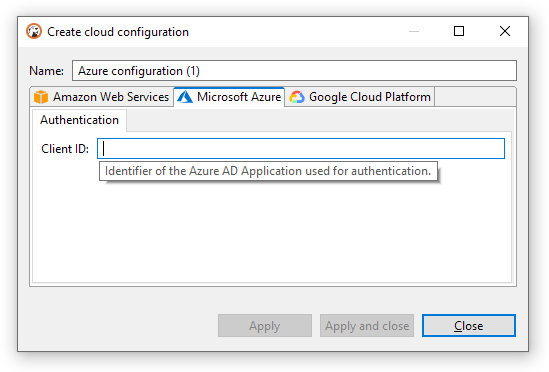 Create cloud configuration
Name: Azure configuration (1)
Amazon Web Services Microsoft Azure Google Cloud Platform
Authentication
Client ID:
Identifier of the Azure AD Application used for authentication.
Apply Apply and close Close